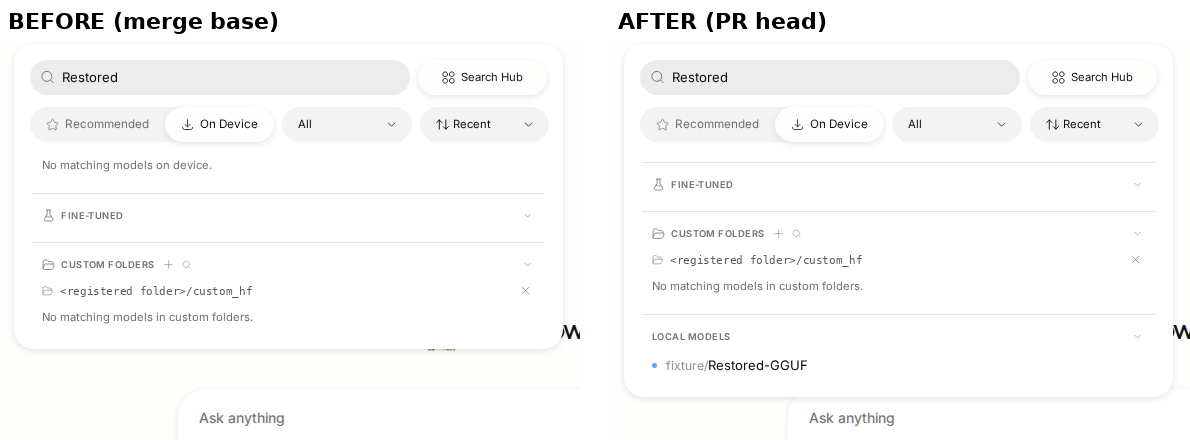 BEFORE (merge base)
Restored
Search Hub
Recommended
On Device
All
Recent
No matching models on device.
FINE-TUNED
CUSTOM FOLDERS
<registered folder>/custom_hf
No matching models in custom folders.
Ask anything
AFTER (PR head)
Restored
Search Hub
Recommended
On Device
All
Recent
FINE-TUNED
CUSTOM FOLDERS
<registered folder>/custom_hf
No matching models in custom folders.
LOCAL MODELS
fixture/Restored-GGUF
Ask anything